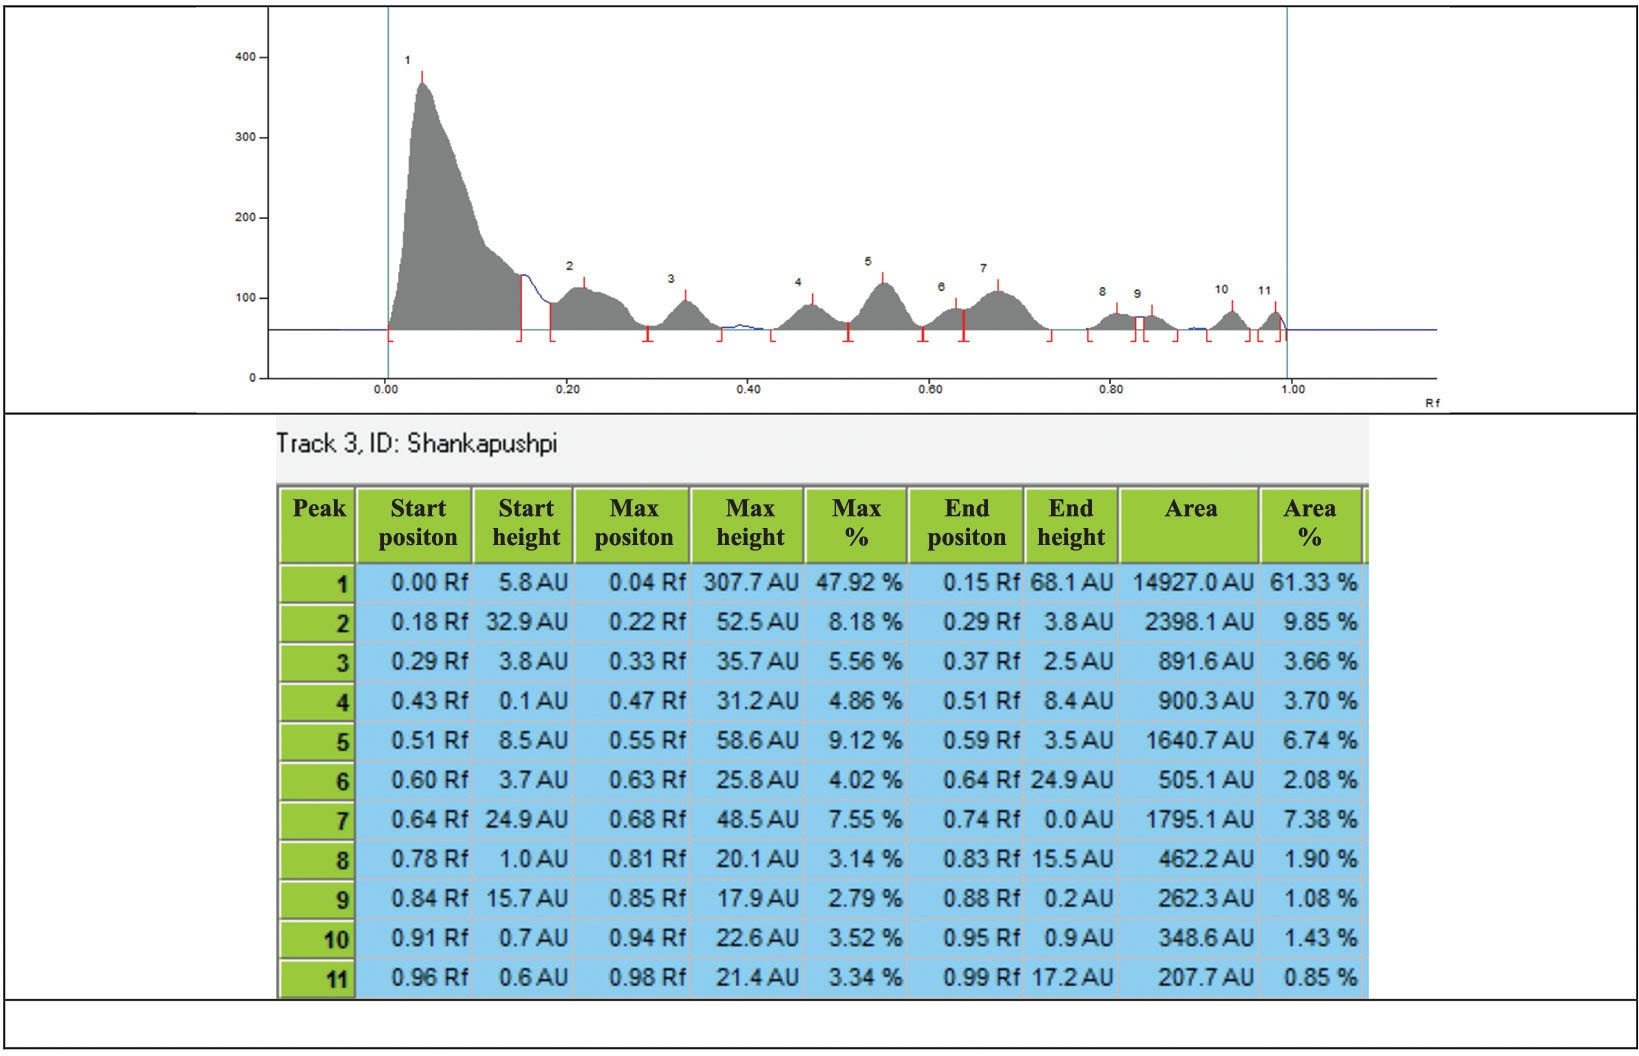 400
1
300
200
2
3
4
5
6
7
8
9
10
11
100
0
0.00 0.20 0.40 0.60 0.80 1.00
Rf
Track 3, ID: Shankapushpi
Peak Start positon Start height Max positon Max height Max % End positon End height Area Area %
1 0.00 Rf 5.8 AU 0.04 Rf 307.7 AU 47.92 % 0.15 Rf 68.1 AU 14927.0 AU 61.33 %
2 0.18 Rf 32.9 AU 0.22 Rf 52.5 AU 8.18 % 0.29 Rf 3.8 AU 2398.1 AU 9.85 %
3 0.29 Rf 3.8 AU 0.33 Rf 35.7 AU 5.56 % 0.37 Rf 2.5 AU 891.6 AU 3.66 %
4 0.43 Rf 0.1 AU 0.47 Rf 31.2 AU 4.86 % 0.51 Rf 8.4 AU 900.3 AU 3.70 %
5 0.51 Rf 8.5 AU 0.55 Rf 58.6 AU 9.12 % 0.59 Rf 3.5 AU 1640.7 AU 6.74 %
6 0.60 Rf 3.7 AU 0.63 Rf 25.8 AU 4.02 % 0.64 Rf 24.9 AU 505.1 AU 2.08 %
7 0.64 Rf 24.9 AU 0.68 Rf 48.5 AU 7.55 % 0.74 Rf 0.0 AU 1795.1 AU 7.38 %
8 0.78 Rf 1.0 AU 0.81 Rf 20.1 AU 3.14 % 0.83 Rf 15.5 AU 462.2 AU 1.90 %
9 0.84 Rf 15.7 AU 0.85 Rf 17.9 AU 2.79 % 0.88 Rf 0.2 AU 262.3 AU 1.08 %
10 0.91 Rf 0.7 AU 0.94 Rf 22.6 AU 3.52 % 0.95 Rf 0.9 AU 348.6 AU 1.43 %
11 0.96 Rf 0.6 AU 0.98 Rf 21.4 AU 3.34 % 0.99 Rf 17.2 AU 207.7 AU 0.85 %